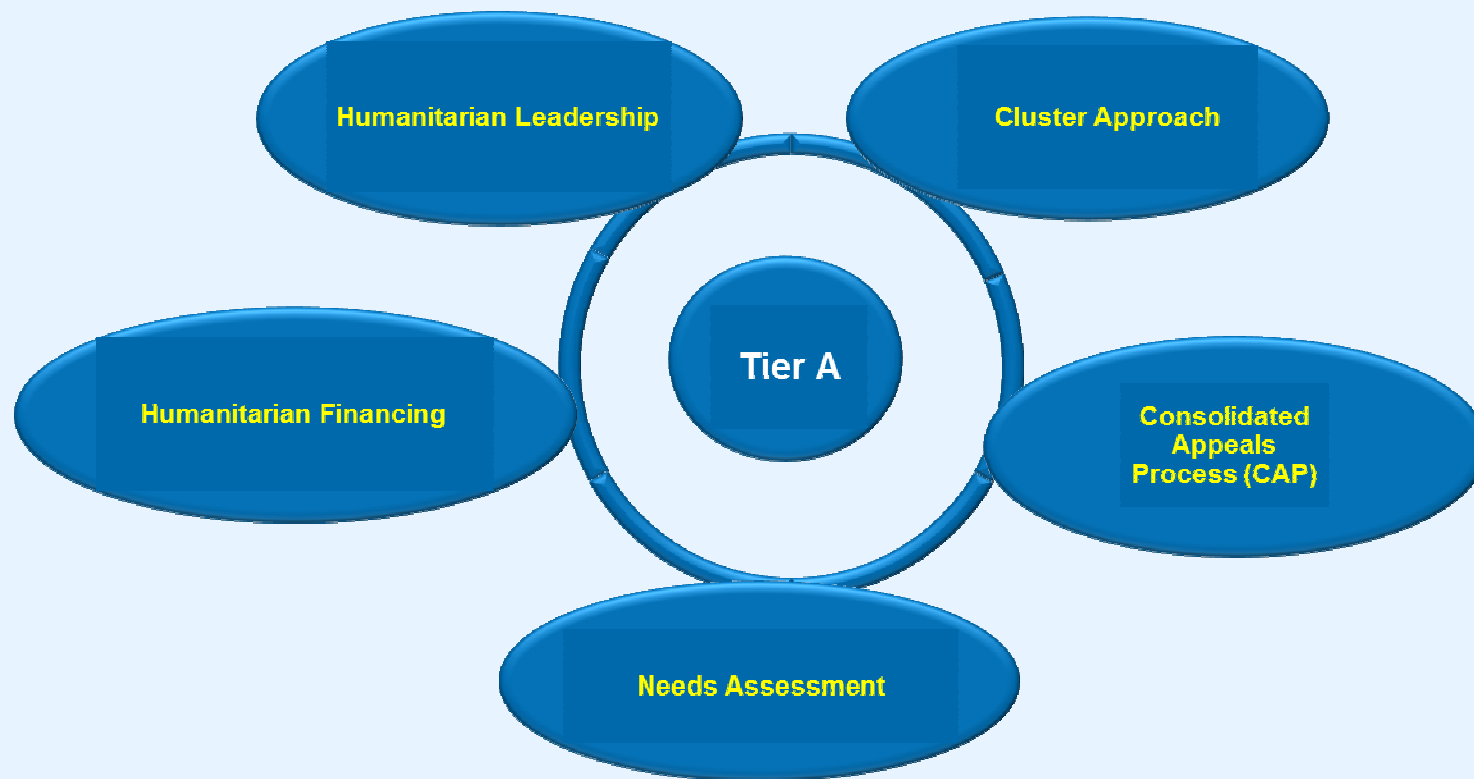 Humanitarian Leadership
Cluster Approach
Tier A
Humanitarian Financing
Consolidated
Appeals
Process (CAP)
Needs Assessment